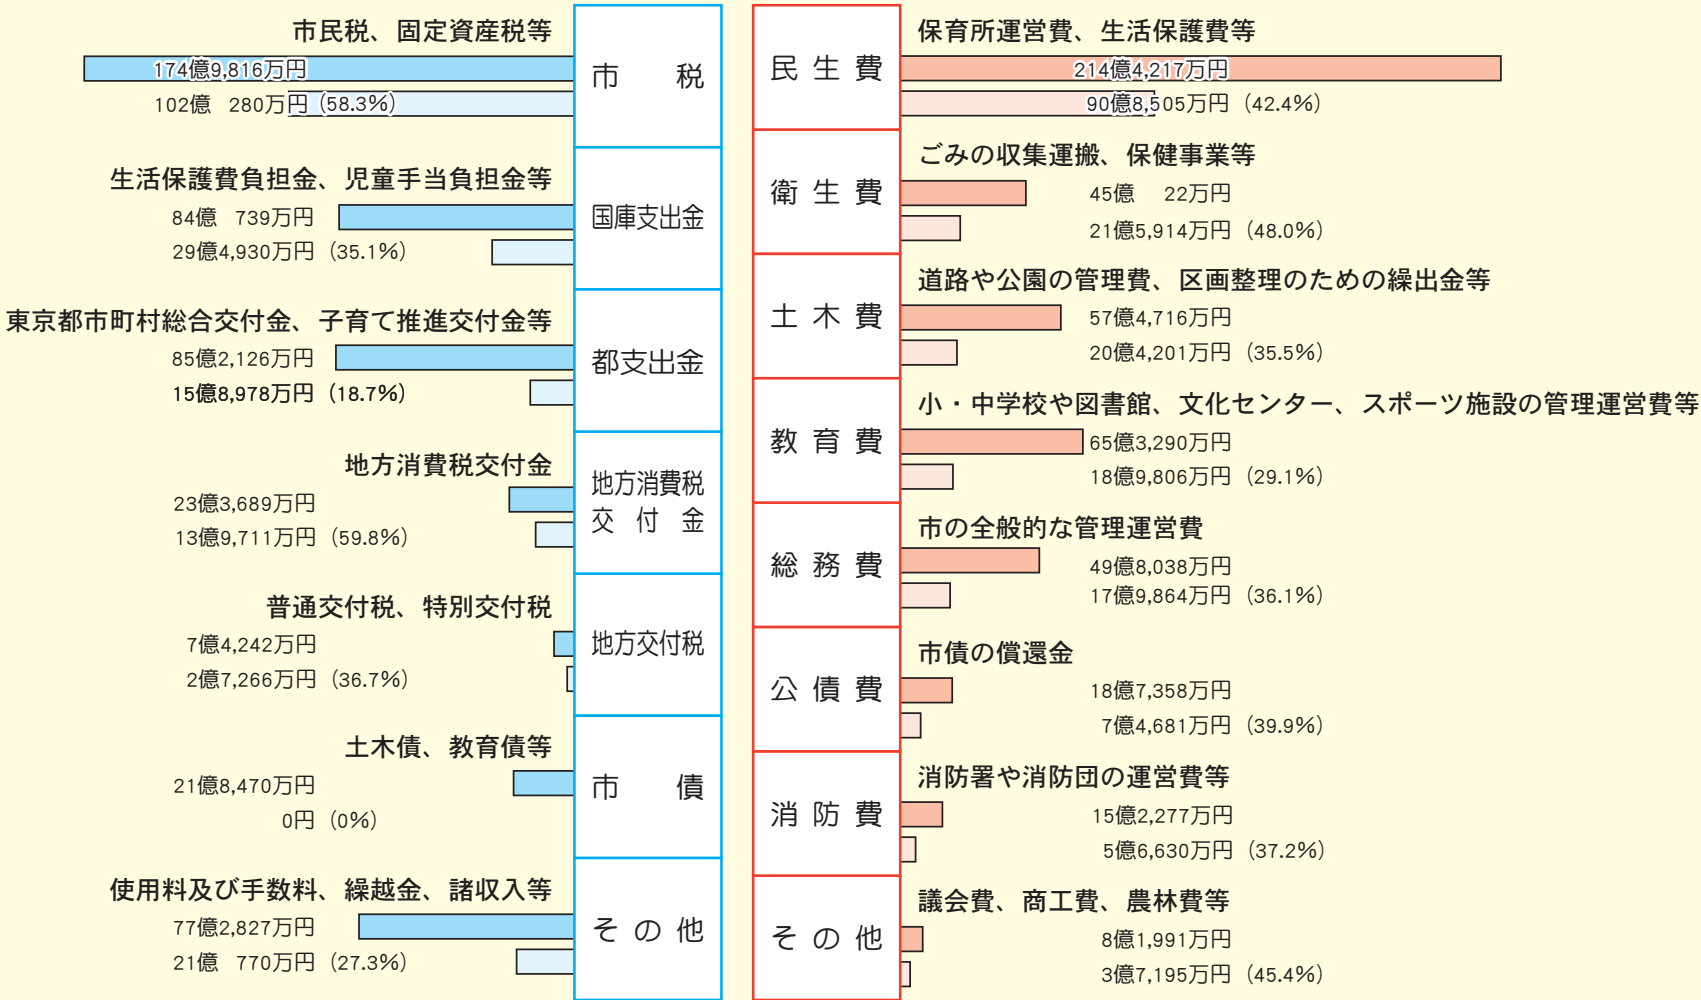 市民税、固定資産税等
174億9,816万円
102億 280万円（58.3%）
市 税
生活保護費負担金、児童手当負担金等
84億 739万円
29億4,930万円（35.1%）
国庫支出金
東京都市町村総合交付金、子育て推進交付金等
85億2,126万円
15億8,978万円（18.7%）
都支出金
地方消費税交付金
23億3,689万円
13億9,711万円（59.8%）
地方消費税
交付金
普通交付税、特別交付税
7億4,242万円
2億7,266万円（36.7%）
地方交付税
土木債、教育債等
21億8,470万円
0円（0%）
市 債
使用料及び手数料、繰越金、諸収入等
77億2,827万円
21億 770万円（27.3%）
その他
民生費
保育所運営費、生活保護費等
214億4,217万円
90億8,505万円（42.4%）
衛生費
ごみの収集運搬、保健事業等
45億 22万円
21億5,914万円（48.0%）
土木費
道路や公園の管理費、区画整理のための繰出金等
57億4,716万円
20億4,201万円（35.5%）
教育費
小・中学校や図書館、文化センター、スポーツ施設の管理運営費等
65億3,290万円
18億9,806万円（29.1%）
総務費
市の全般的な管理運営費
49億8,038万円
17億9,864万円（36.1%）
公債費
市債の償還金
18億7,358万円
7億4,681万円（39.9%）
消防費
消防署や消防団の運営費等
15億2,277万円
5億6,630万円（37.2%）
その他
議会費、商工費、農林費等
8億1,991万円
3億7,195万円（45.4%）